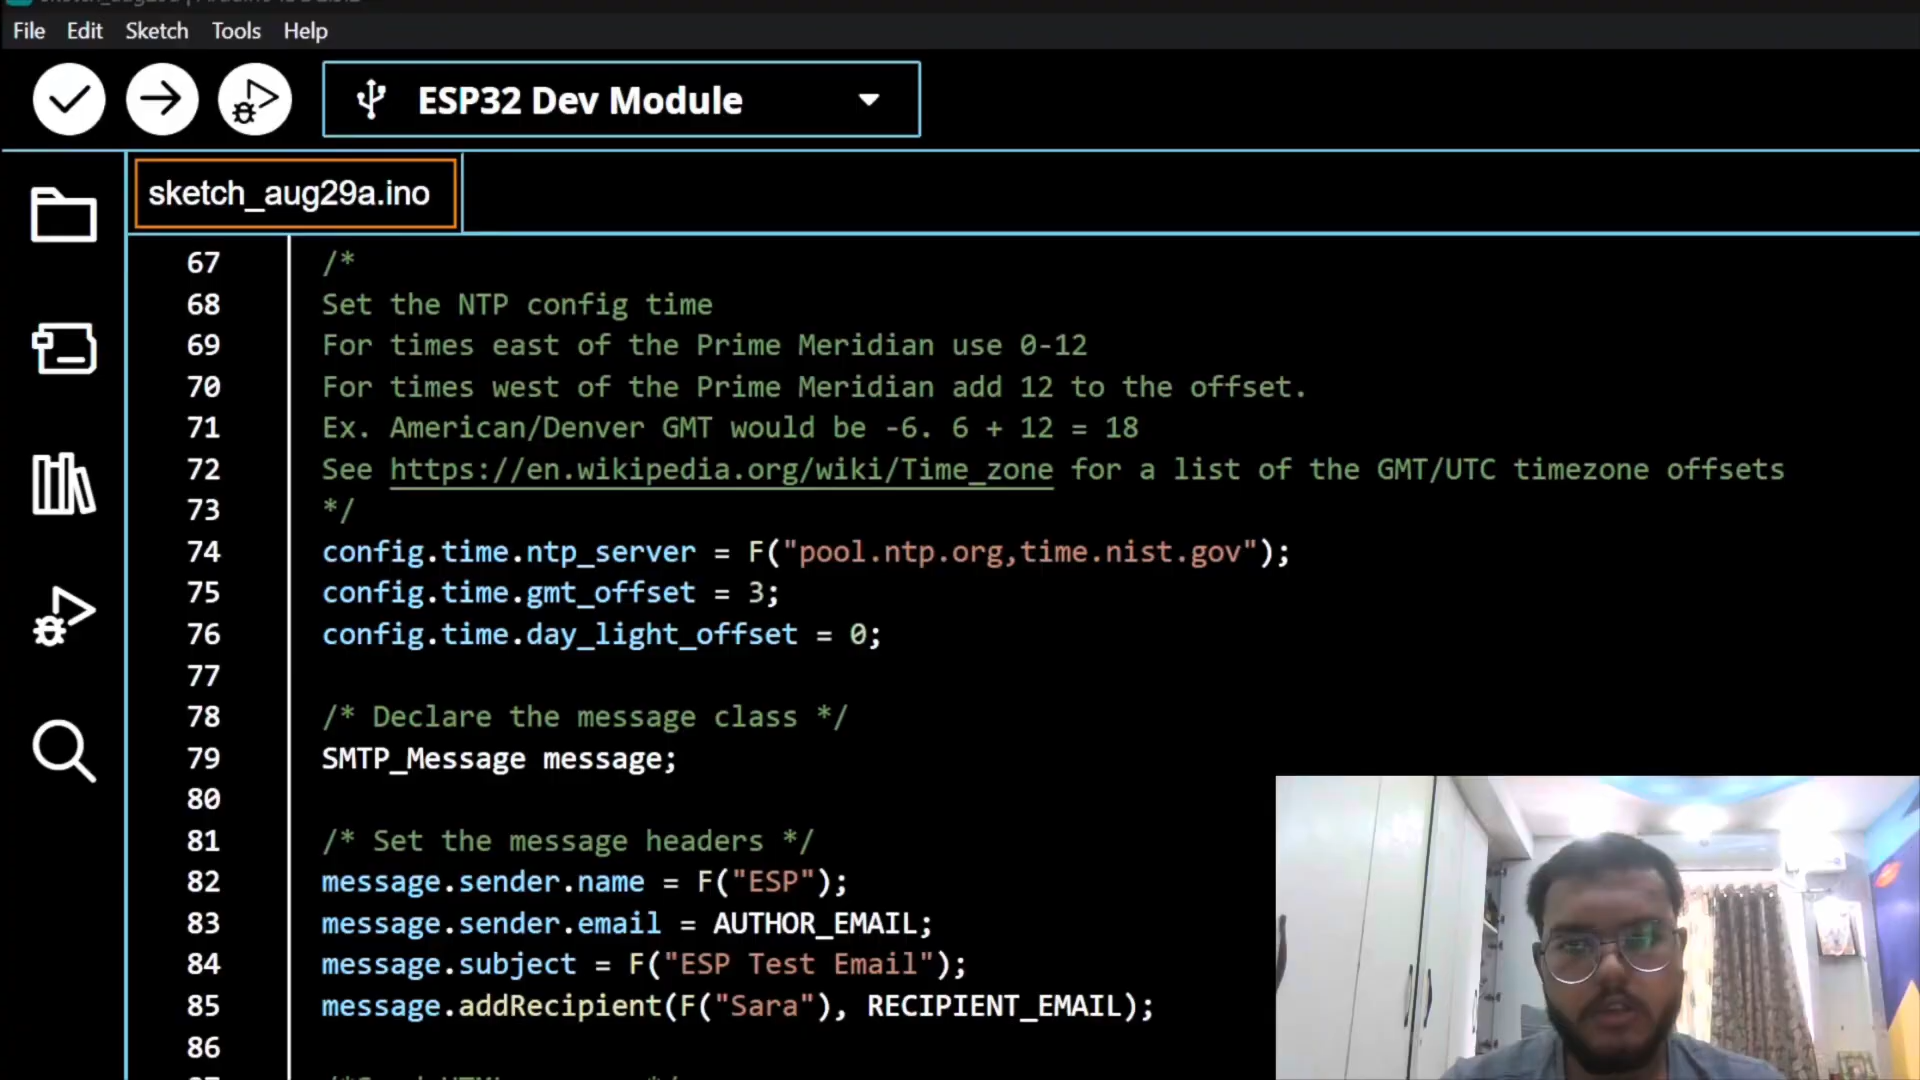 File Edit Sketch Tools Help
ESP32 Dev Module
sketch_aug29a.ino
67 /*
68 Set the NTP config time
69 For times east of the Prime Meridian use 0-12
70 For times west of the Prime Meridian add 12 to the offset.
71 Ex. American/Denver GMT would be -6. 6 + 12 = 18
72 See https://en.wikipedia.org/wiki/Time_zone for a list of the GMT/UTC timezone offsets
73 */
74 config.time.ntp_server = F("pool.ntp.org,time.nist.gov");
75 config.time.gmt_offset = 3;
76 config.time.day_light_offset = 0;
77
78 /* Declare the message class */
79 SMTP_Message message;
80
81 /* Set the message headers */
82 message.sender.name = F("ESP");
83 message.sender.email = AUTHOR_EMAIL;
84 message.subject = F("ESP Test Email");
85 message.addRecipient(F("Sara"), RECIPIENT_EMAIL);
86